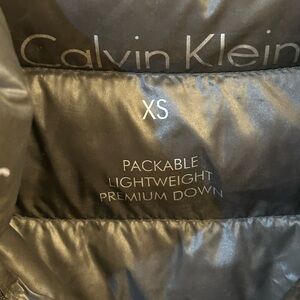 Calvin Klein
XS
PACKABLE
LIGHTWEIGHT
PREMIUM DOWN